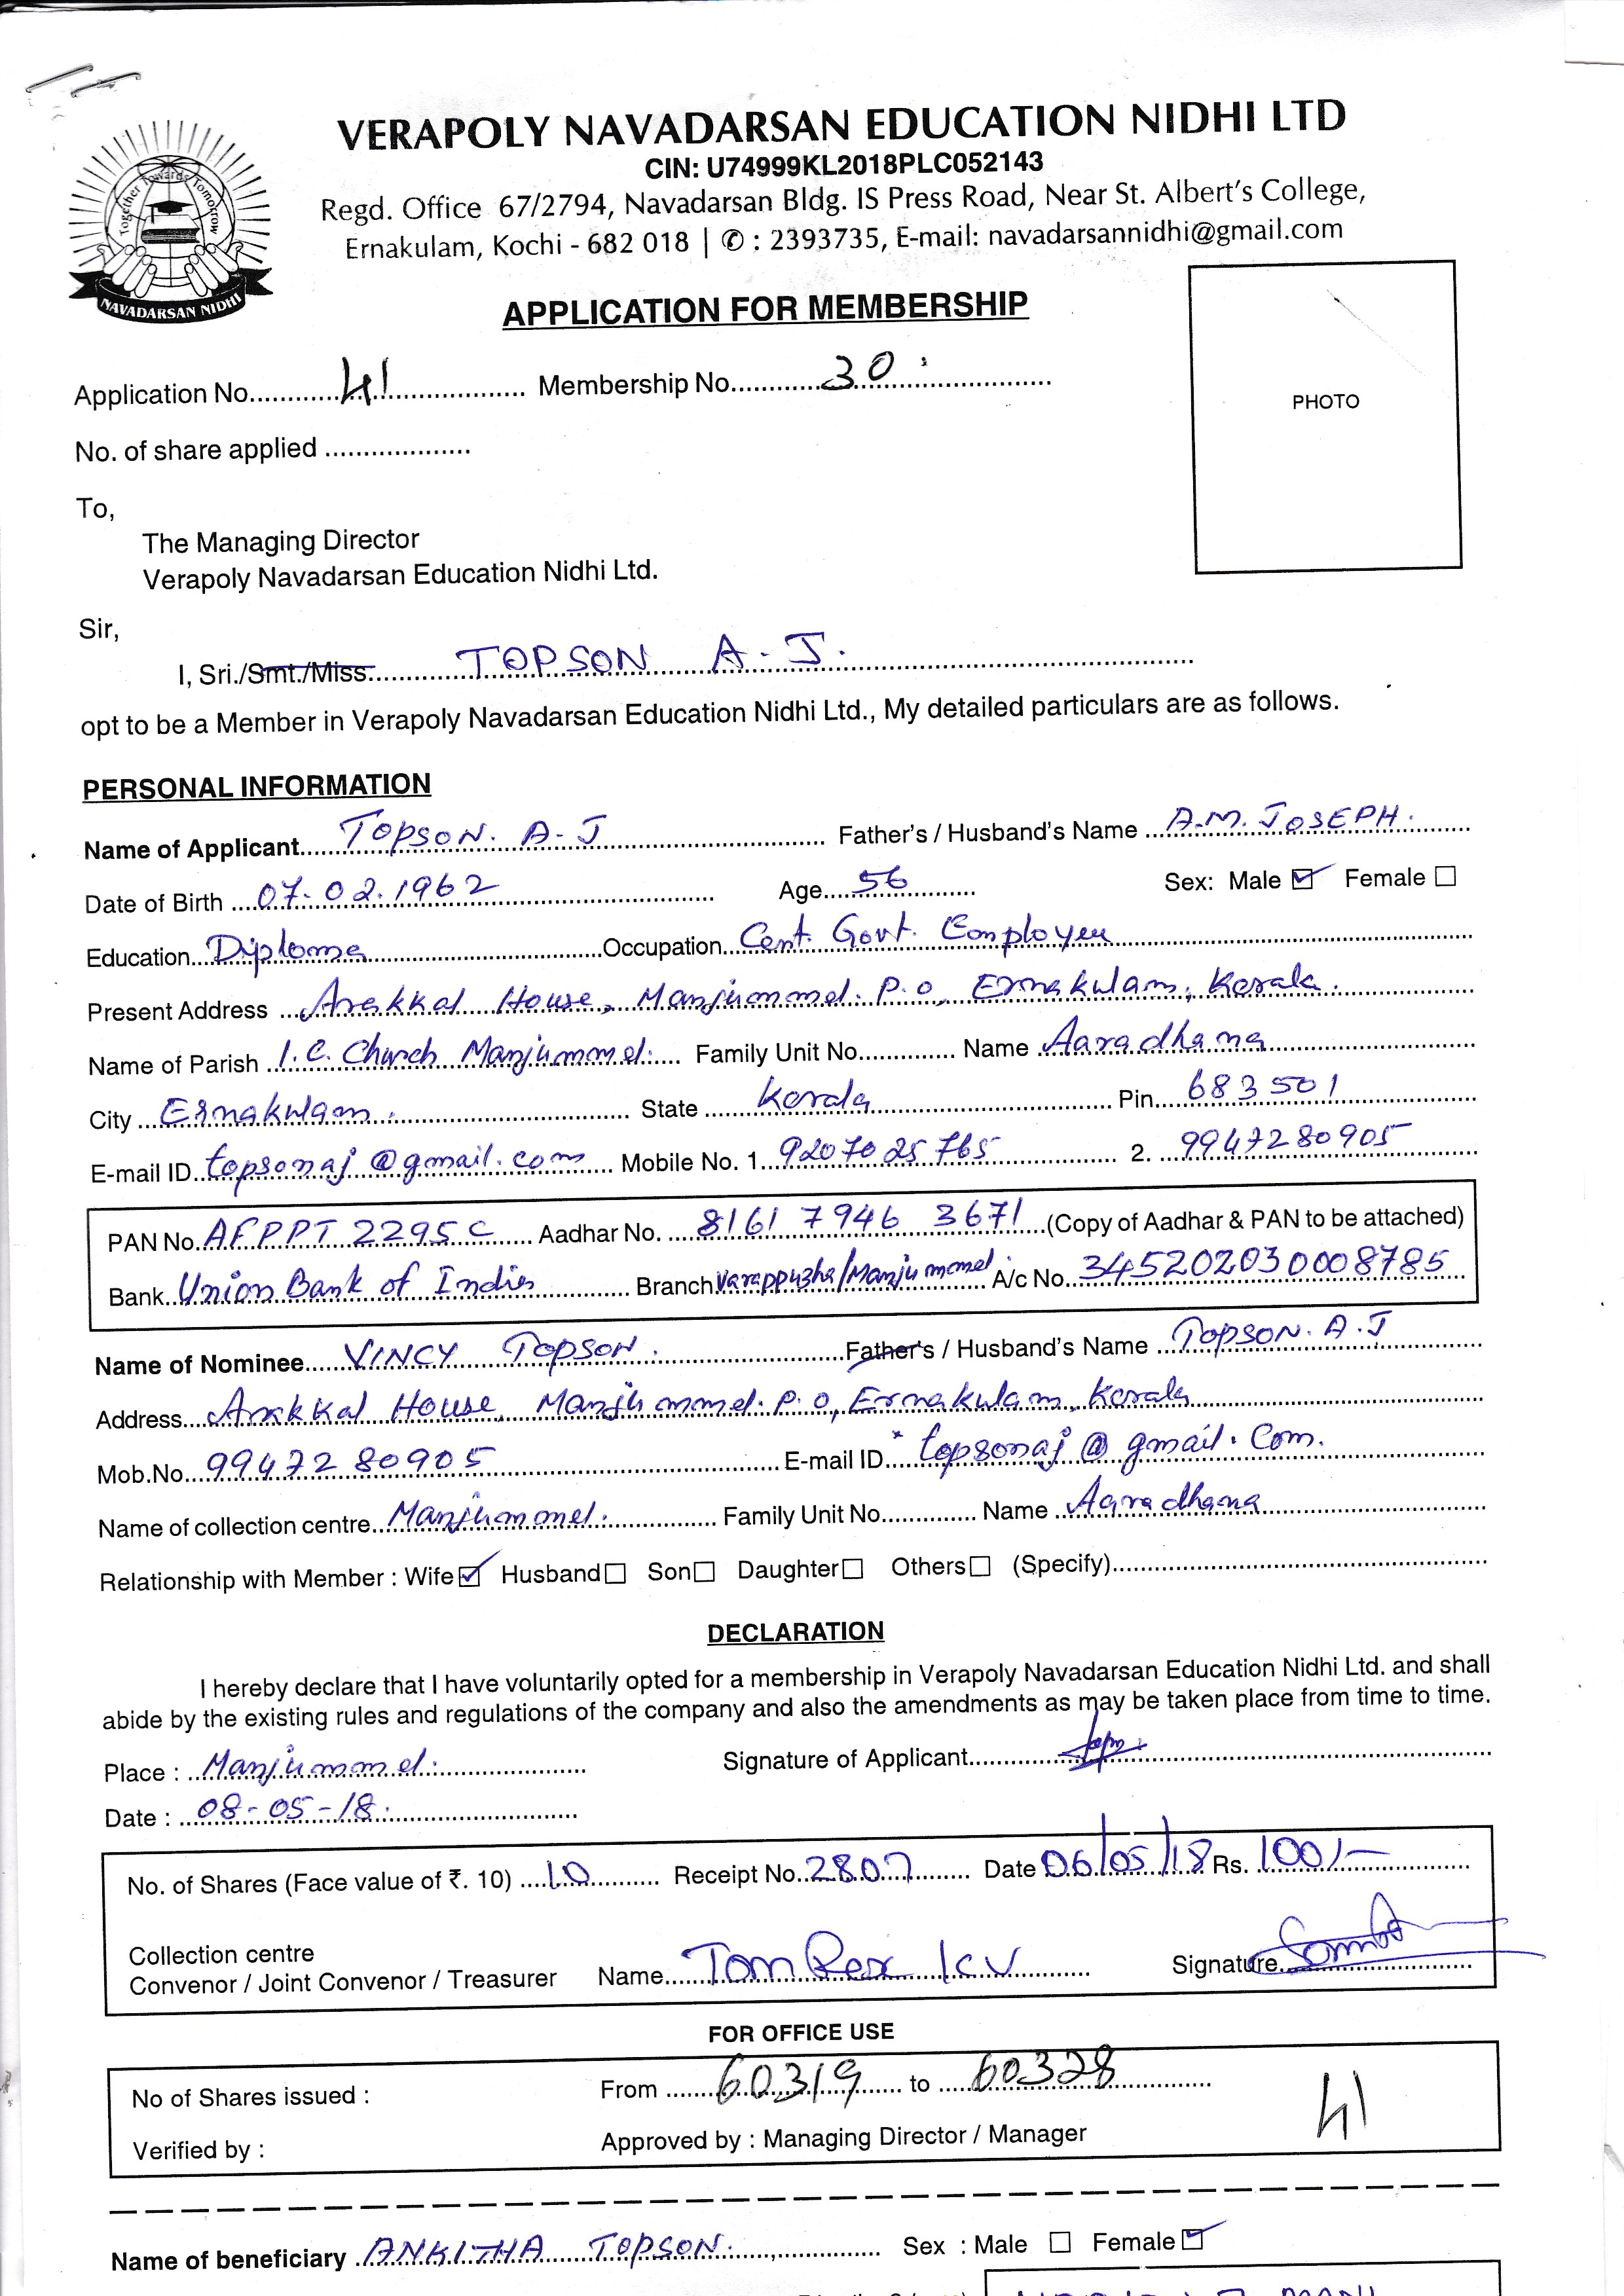 VERAPOLY NAVADARSAN EDUCATION NIDHI LTD
CIN: U74999KL2018PLC052143
Regd. Office 67/2794, Navadarsan Bldg. IS Press Road, Near St. Albert's College,
Ernakulam, Kochi - 682 018 | ✆ : 2393735, E-mail: navadarsannidhi@gmail.com
Together Towards Tomorrow
NAVADARSAN NIDHI
APPLICATION FOR MEMBERSHIP
PHOTO
Application No. 41 Membership No. 30
No. of share applied
To,
The Managing Director
Verapoly Navadarsan Education Nidhi Ltd.
Sir,
I, Sri./Smt./Miss. TOPSON A.J.
opt to be a Member in Verapoly Navadarsan Education Nidhi Ltd., My detailed particulars are as follows.
PERSONAL INFORMATION
Name of Applicant TOPSON. A-J Father's / Husband's Name A.M. JOSEPH.
Date of Birth 07-02.1962 Age 56 Sex: Male ☑ Female ☐
Education Diploma Occupation Cent. Govt. Employee
Present Address Arakkal House, Manjummel. P.o, Ernakulam, Kerala.
Name of Parish I.C. Church Manjummel. Family Unit No. Name Aaradhana
City Ernakulam. State Kerala Pin 683501
E-mail ID topsonaj@gmail.com Mobile No. 1. 9207025765 2. 9947280905
PAN No. AFPPT 2295 C Aadhar No. 8161 7946 3671 (Copy of Aadhar & PAN to be attached)
Bank Union Bank of India Branch Varappuzha/Manjummel A/c No. 345202030008785
Name of Nominee VINCY TOPSON. Father's / Husband's Name TOPSON. A.J
Address Arakkal House, Manjummel. P.o, Ernakulam, Kerala
Mob.No. 9947280905 E-mail ID topsonaj@gmail.Com.
Name of collection centre Manjummel. Family Unit No. Name Aaradhana
Relationship with Member : Wife ☑ Husband ☐ Son ☐ Daughter ☐ Others ☐ (Specify)
DECLARATION
I hereby declare that I have voluntarily opted for a membership in Verapoly Navadarsan Education Nidhi Ltd. and shall
abide by the existing rules and regulations of the company and also the amendments as may be taken place from time to time.
Place : Manjummel. Signature of Applicant
Date : 08-05-18.
No. of Shares (Face value of ₹. 10) 10 Receipt No. 2807 Date 06/05/18 Rs. 100/-
Collection centre
Convenor / Joint Convenor / Treasurer Name Tom Rex K V Signature
FOR OFFICE USE
No of Shares issued : From 60319 to 60328 41
Verified by : Approved by : Managing Director / Manager
Name of beneficiary ANKITHA TOPSON. Sex : Male ☐ Female ☑